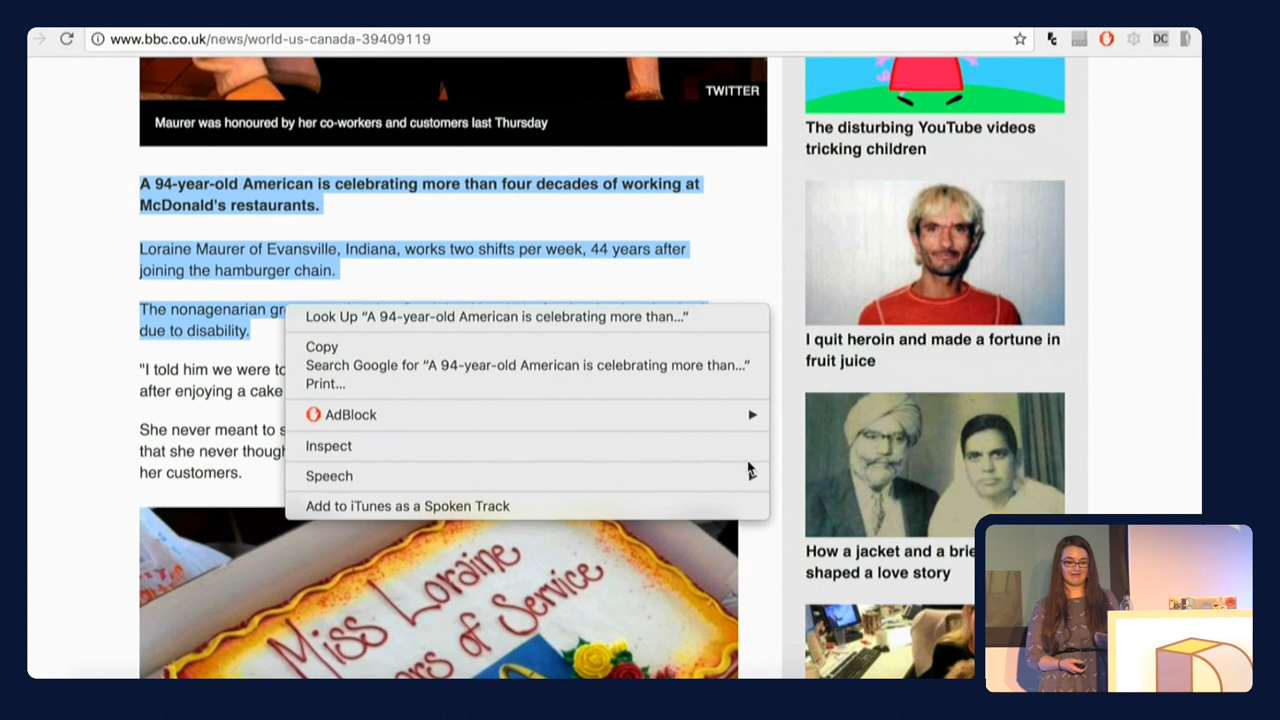 www.bbc.co.uk/news/world-us-canada-39409119
DC
TWITTER
Maurer was honoured by her co-workers and customers last Thursday
A 94-year-old American is celebrating more than four decades of working at
McDonald's restaurants.
Loraine Maurer of Evansville, Indiana, works two shifts per week, 44 years after
joining the hamburger chain.
The nonagenarian gr
due to disability.
"I told him we were to
after enjoying a cake
She never meant to s
that she never though
her customers.
Look Up “A 94-year-old American is celebrating more than...”
Copy
Search Google for “A 94-year-old American is celebrating more than...”
Print...
AdBlock
Inspect
Speech
Add to iTunes as a Spoken Track
Miss Loraine
ars of Service
The disturbing YouTube videos
tricking children
I quit heroin and made a fortune in
fruit juice
How a jacket and a brie
shaped a love story